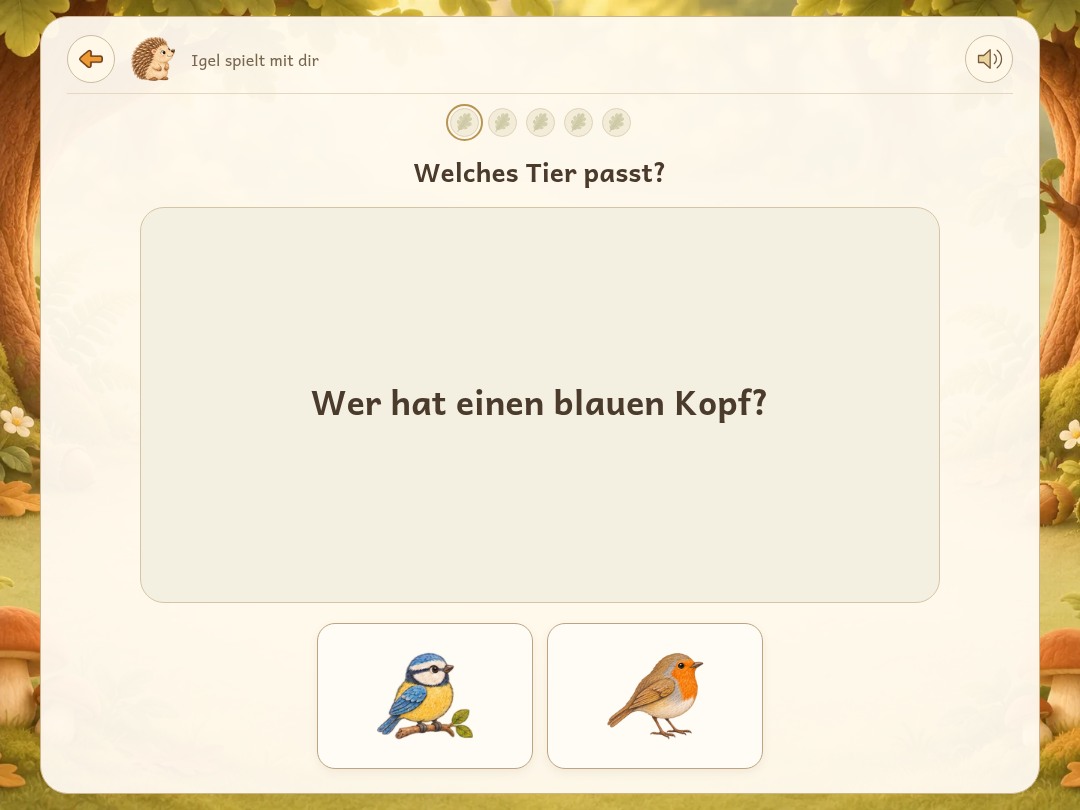 Igel spielt mit dir
Welches Tier passt?
Wer hat einen blauen Kopf?